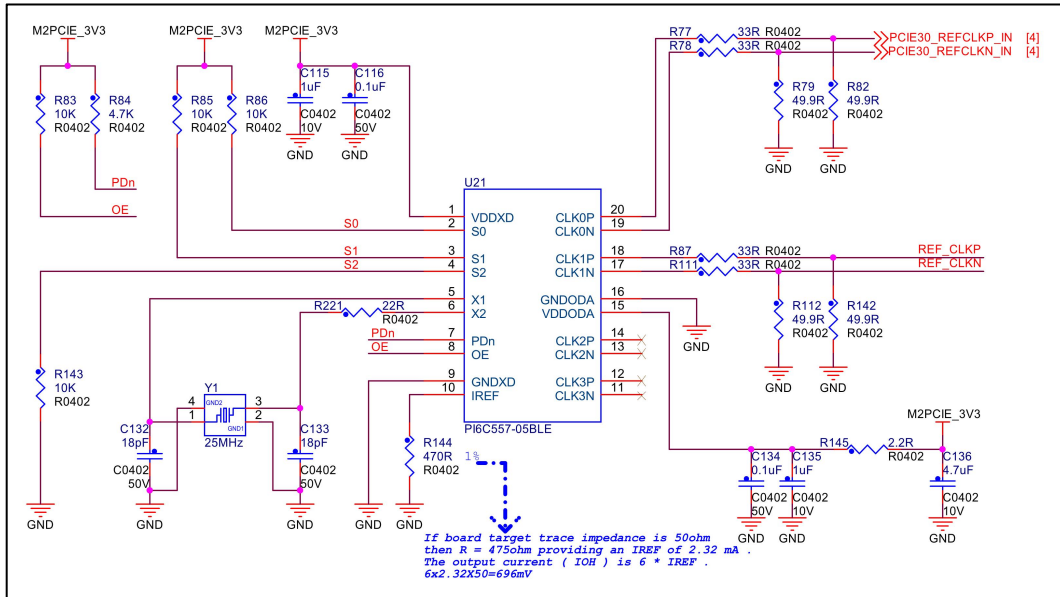 M2PCIE_3V3
M2PCIE_3V3
M2PCIE_3V3
R83
10K
R0402
R84
4.7K
R0402
R85
10K
R0402
R86
10K
R0402
C115
1uF
C0402
10V
GND
C116
0.1uF
C0402
50V
GND
PDn
OE
R77 33R R0402
R78 33R R0402
PCIE30_REFCLKP_IN [4]
PCIE30_REFCLKN_IN [4]
R79
49.9R
R0402
GND
R82
49.9R
R0402
GND
U21
1 VDDXD
2 S0
3 S1
4 S2
5 X1
6 X2
7 PDn
8 OE
9 GNDXD
10 IREF
CLK0P 20
CLK0N 19
CLK1P 18
CLK1N 17
GNDODA 16
VDDODA 15
CLK2P 14
CLK2N 13
CLK3P 12
CLK3N 11
PI6C557-05BLE
S0
S1
S2
R221 22R
R0402
PDn
OE
R87 33R R0402
R111 33R R0402
REF_CLKP
REF_CLKN
GND
R112
49.9R
R0402
GND
R142
49.9R
R0402
GND
R143
10K
R0402
GND
Y1
4 GND2 3
1 GND1 2
25MHz
C132
18pF
C0402
50V
GND
C133
18pF
C0402
50V
GND
GND
R144
470R
R0402
GND
1%
M2PCIE_3V3
R145 2.2R
R0402
C134
0.1uF
C0402
50V
GND
C135
1uF
C0402
10V
GND
C136
4.7uF
C0402
10V
GND
If board target trace impedance is 50ohm
then R = 475ohm providing an IREF of 2.32 mA .
The output current ( IOH ) is 6 * IREF .
6x2.32X50=696mV